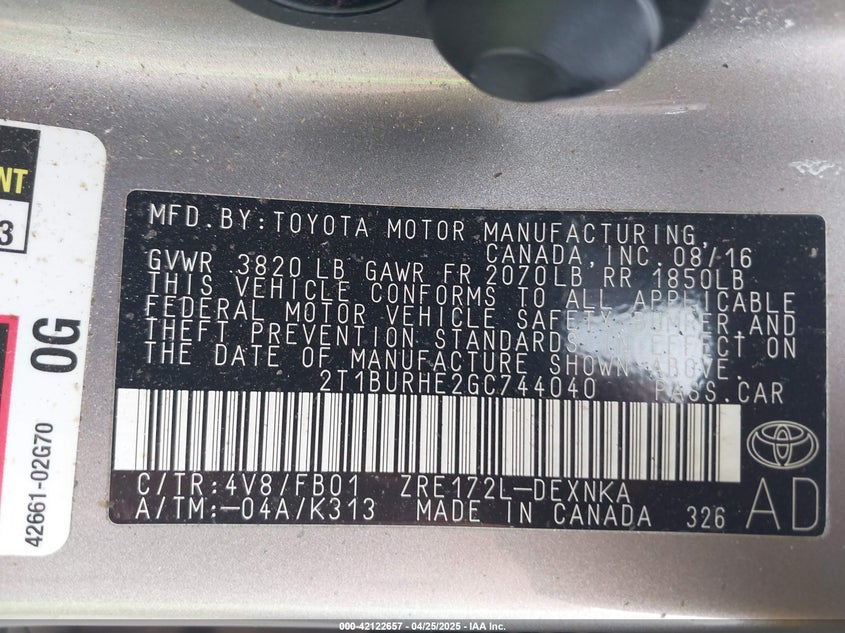 NT
3
0G
42661-02G70
MFD. BY: TOYOTA MOTOR MANUFACTURING,
CANADA, INC. 08/16
GVWR 3820 LB GAWR FR 2070LB RR 1850LB
THIS VEHICLE CONFORMS TO ALL APPLICABLE
FEDERAL MOTOR VEHICLE SAFETY, BUMPER AND
THEFT PREVENTION STANDARDS IN EFFECT ON
THE DATE OF MANUFACTURE SHOWN ABOVE.
2T1BURHE2GC744040 PASS.CAR
C/TR:4V8/FB01 ZRE172L-DEXNKA
A/TM:-04A/K313 MADE IN CANADA 326
AD
000-42122657 - 04/25/2025 - IAA Inc.